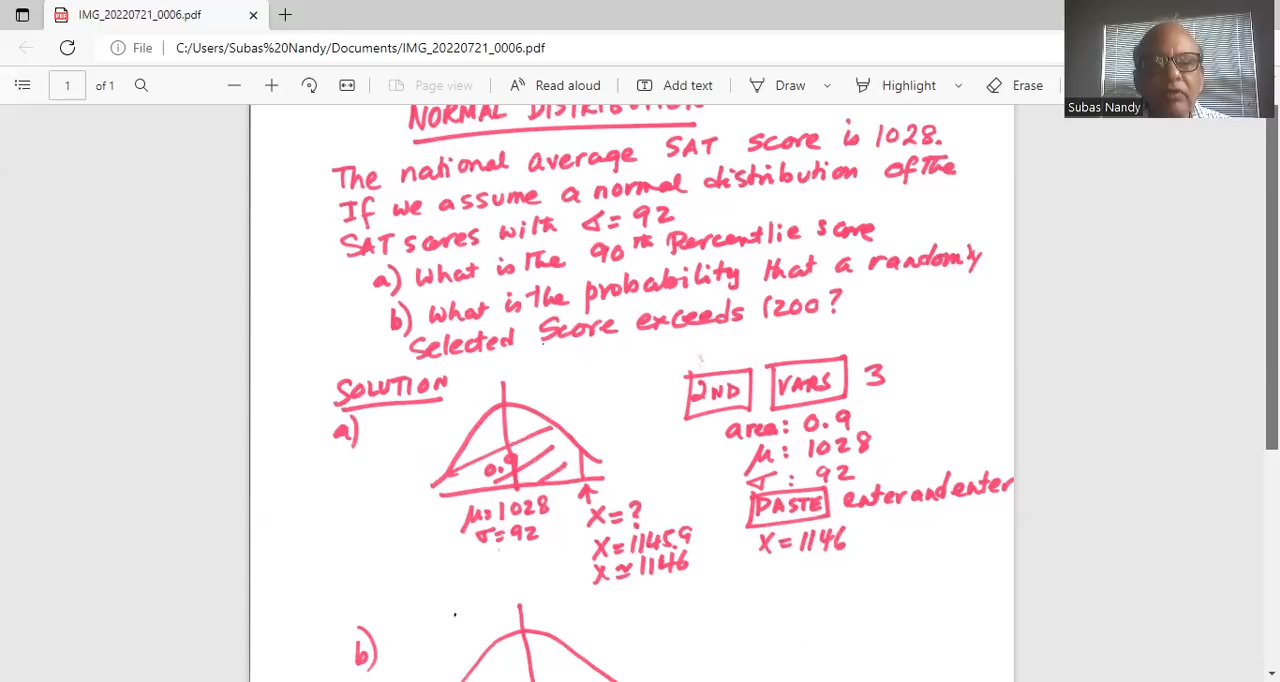 IMG_20220721_0006.pdf
File C:/Users/Subas%20Nandy/Documents/IMG_20220721_0006.pdf
1 of 1 Page view Read aloud Add text Draw Highlight Erase
Subas Nandy
NORMAL DISTRIBUTION
The national average SAT score is 1028.
If we assume a normal distribution of the
SAT scores with σ = 92
a) What is the 90th Percentlie score
b) What is the probability that a randomly
selected Score exceeds 1200?
SOLUTION
a)
0.9
μ=1028
σ=92
X=?
X=1145.9
X≃1146
2ND VARS 3
area: 0.9
μ: 1028
σ: 92
PASTE enter and enter
X=1146
b)